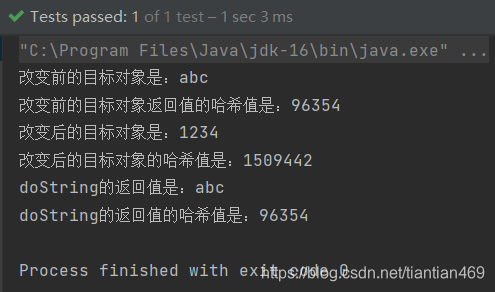 Tests passed: 1 of 1 test – 1 sec 3 ms
"C:\Program Files\Java\jdk-16\bin\java.exe" ...
改变前的目标对象是：abc
改变前的目标对象返回值的哈希值是：96354
改变后的目标对象是：1234
改变后的目标对象的哈希值是：1509442
doString的返回值是：abc
doString的返回值的哈希值是：96354
Process finished with exit code 0
https://blog.csdn.net/tiantian469